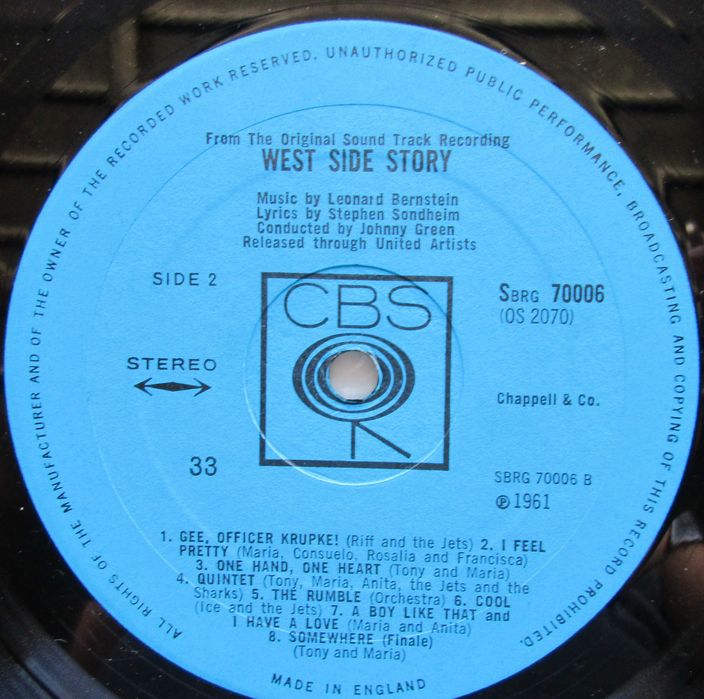 ALL RIGHTS OF THE MANUFACTURER AND OF THE OWNER OF THE RECORDED WORK RESERVED. UNAUTHORIZED PUBLIC PERFORMANCE, BROADCASTING AND COPYING OF THIS RECORD PROHIBITED.
From The Original Sound Track Recording
WEST SIDE STORY
Music by Leonard Bernstein
Lyrics by Stephen Sondheim
Conducted by Johnny Green
Released through United Artists
SIDE 2
CBS
SBRG 70006
(OS 2070)
STEREO
Chappell & Co.
33
SBRG 70006 B
℗ 1961
1. GEE, OFFICER KRUPKE! (Riff and the Jets) 2. I FEEL
PRETTY (Maria, Consuelo, Rosalia and Francisca)
3. ONE HAND, ONE HEART (Tony and Maria)
4. QUINTET (Tony, Maria, Anita, the Jets and the
Sharks) 5. THE RUMBLE (Orchestra) 6. COOL
(Ice and the Jets) 7. A BOY LIKE THAT and
I HAVE A LOVE (Maria and Anita)
8. SOMEWHERE (Finale)
(Tony and Maria)
MADE IN ENGLAND